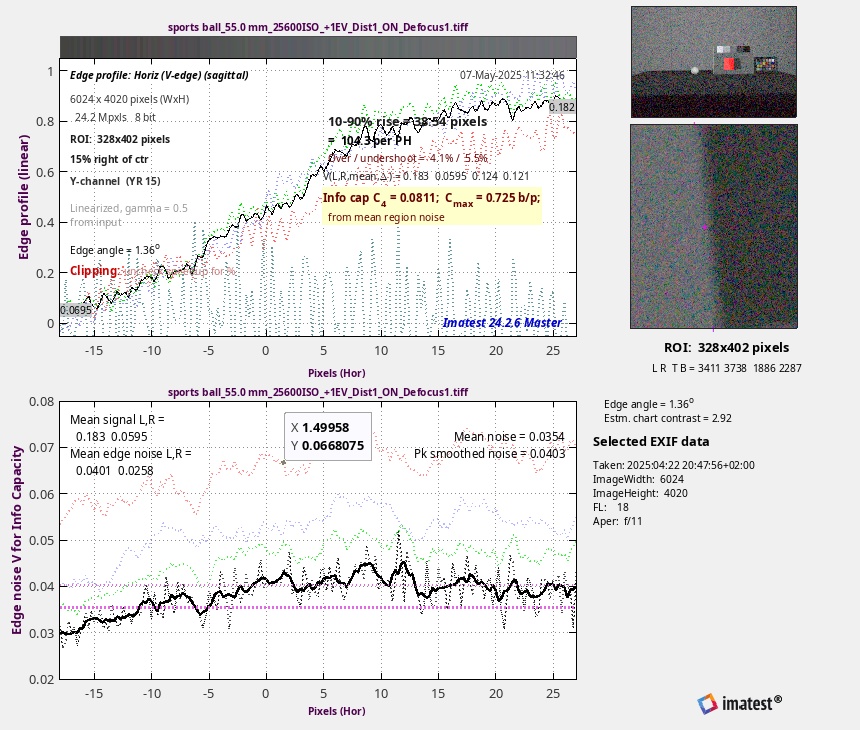 sports ball_55.0 mm_25600ISO_+1EV_Dist1_ON_Defocus1.tiff
Edge profile: Horiz (V-edge) (sagittal)
07-May-2025 11:32:46
6024 x 4020 pixels (WxH)
24.2 Mpxls 8 bit
ROI: 328x402 pixels
15% right of ctr
Y-channel (YR 15)
Linearized, gamma = 0.5
from input
Edge angle = 1.36°
Clipping:
10-90% rise = 38.54 pixels
= 104.3 per PH
Over / undershoot = 4.1% / 5.5%
V(L,R,mean,△) = 0.183 0.0595 0.124 0.121
Info cap C4 = 0.0811; Cmax = 0.725 b/p;
from mean region noise
0.182
0.0695
Imatest 24.2.6 Master
Edge profile (linear)
1
0.8
0.6
0.4
0.2
0
-15 -10 -5 0 5 10 15 20 25
Pixels (Hor)
sports ball_55.0 mm_25600ISO_+1EV_Dist1_ON_Defocus1.tiff
Mean signal L,R =
0.183 0.0595
Mean edge noise L,R =
0.0401 0.0258
X 1.49958
Y 0.0668075
Mean noise = 0.0354
Pk smoothed noise = 0.0403
Edge noise V for Info Capacity
0.08
0.07
0.06
0.05
0.04
0.03
0.02
-15 -10 -5 0 5 10 15 20 25
Pixels (Hor)
ROI: 328x402 pixels
L R T B = 3411 3738 1886 2287
Edge angle = 1.36°
Estm. chart contrast = 2.92
Selected EXIF data
Taken: 2025:04:22 20:47:56+02:00
ImageWidth: 6024
ImageHeight: 4020
FL: 18
Aper: f/11
imatest®